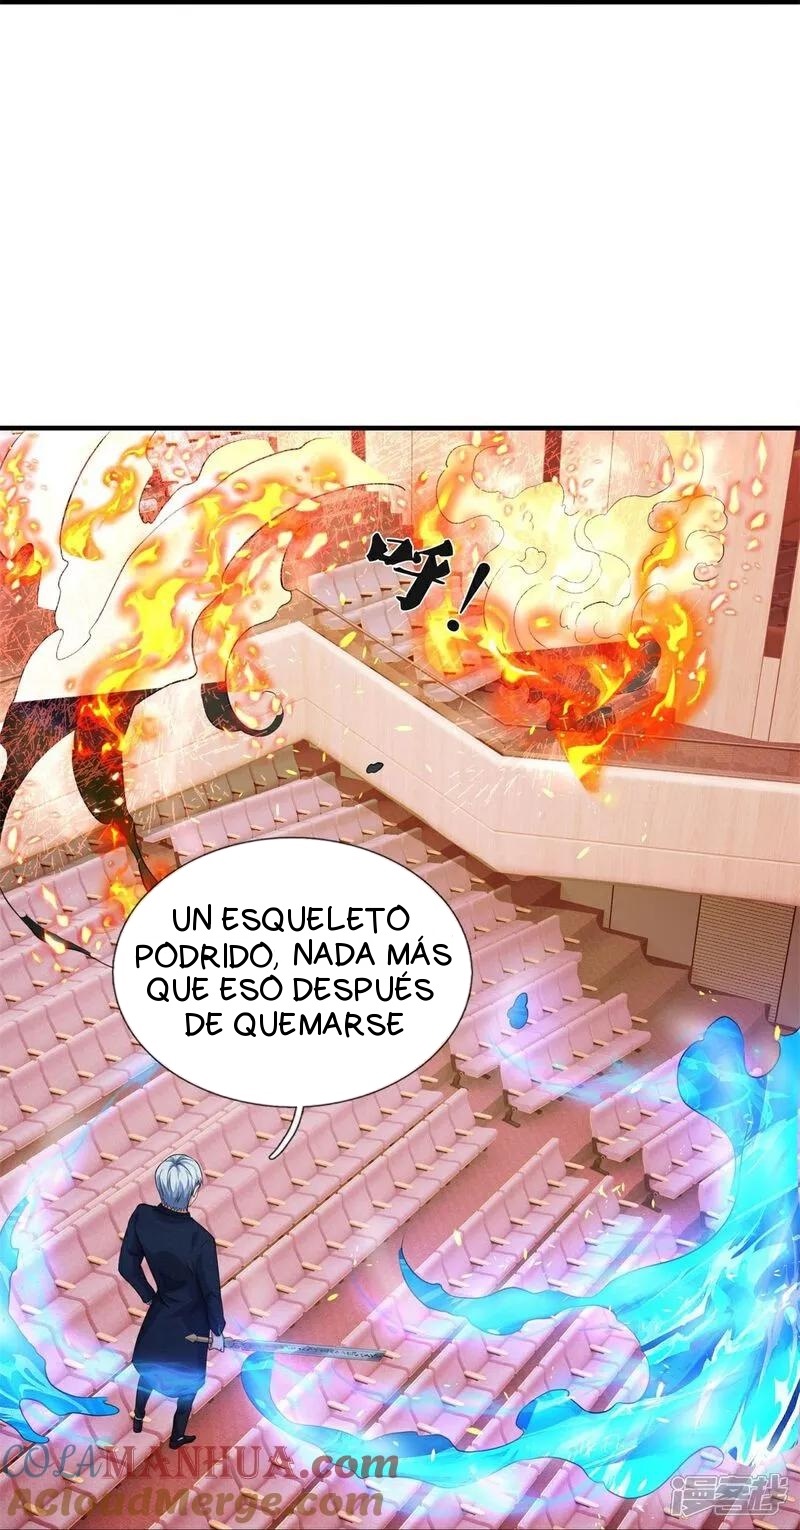 呼!
UN ESQUELETO
PODRIDO, NADA MÁS
QUE ESO DESPUÉS
DE QUEMARSE
COLAMANHUA.com
AcloudMerge.com
漫客栈